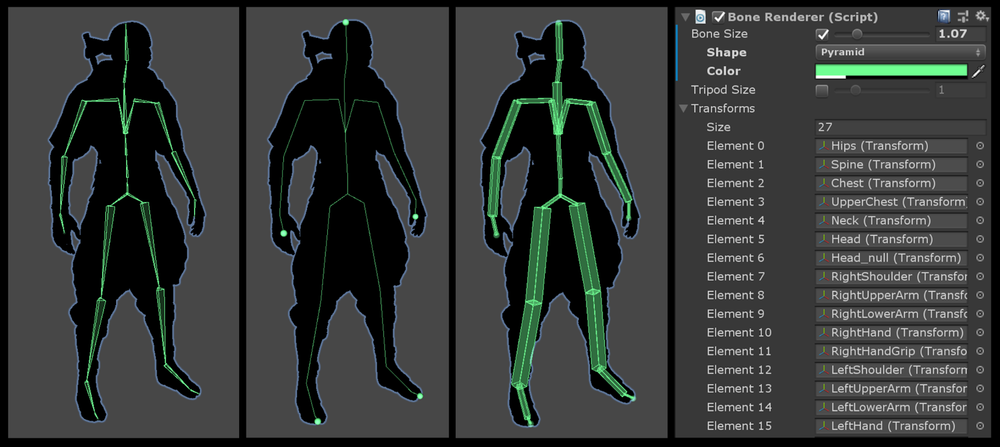 Bone Renderer (Script)
Bone Size 1.07
Shape Pyramid
Color
Tripod Size 1
Transforms
Size 27
Element 0 Hips (Transform)
Element 1 Spine (Transform)
Element 2 Chest (Transform)
Element 3 UpperChest (Transform)
Element 4 Neck (Transform)
Element 5 Head (Transform)
Element 6 Head_null (Transform)
Element 7 RightShoulder (Transfor
Element 8 RightUpperArm (Transfo
Element 9 RightLowerArm (Transfo
Element 10 RightHand (Transform)
Element 11 RightHandGrip (Transfo
Element 12 LeftShoulder (Transform
Element 13 LeftUpperArm (Transfor
Element 14 LeftLowerArm (Transfor
Element 15 LeftHand (Transform)